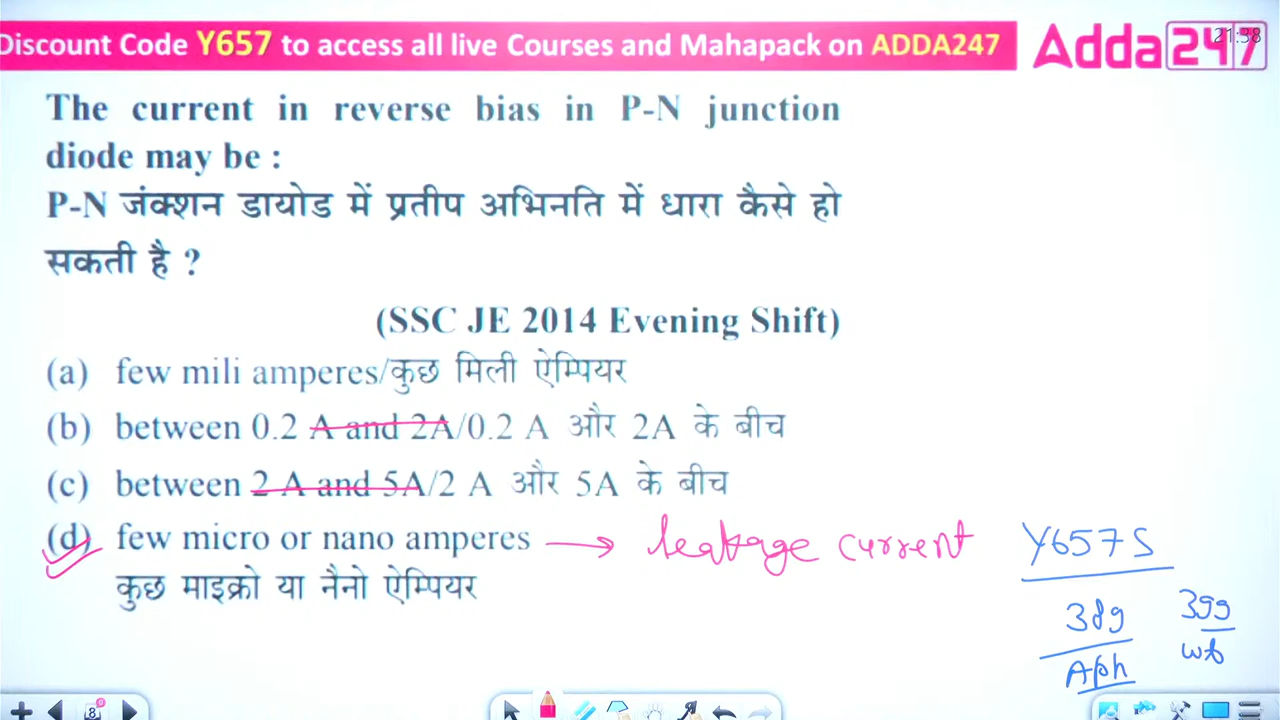 Discount Code Y657 to access all live Courses and Mahapack on ADDA247
Adda247
21:38
The current in reverse bias in P-N junction
diode may be :
P-N जंक्शन डायोड में प्रतीप अभिनति में धारा कैसे हो
सकती है ?
(SSC JE 2014 Evening Shift)
(a) few mili amperes/कुछ मिली ऐम्पियर
(b) between 0.2 A and 2A/0.2 A और 2A के बीच
(c) between 2 A and 5A/2 A और 5A के बीच
(d) few micro or nano amperes → leakage current
कुछ माइक्रो या नैनो ऐम्पियर
Y657S
389 399
8